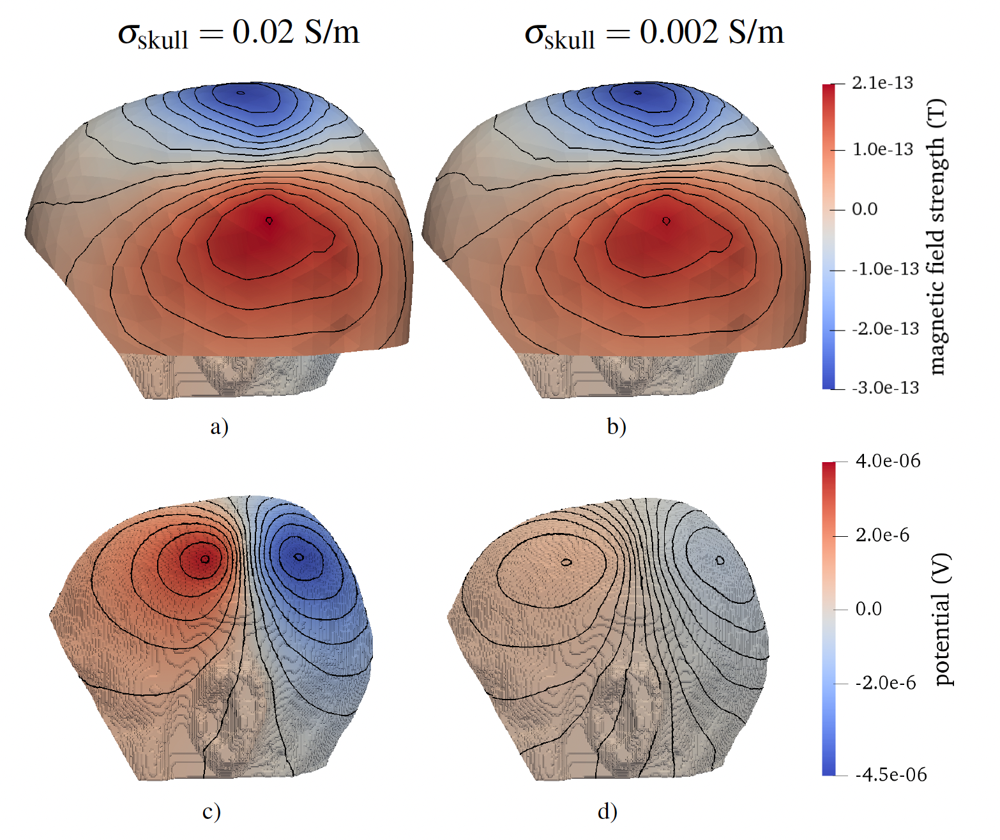 σskull = 0.02 S/m
σskull = 0.002 S/m
2.1e-13
1.0e-13
0.0
-1.0e-13
-2.0e-13
-3.0e-13
magnetic field strength (T)
a)
b)
4.0e-06
2.0e-6
0.0
-2.0e-6
-4.5e-06
potential (V)
c)
d)